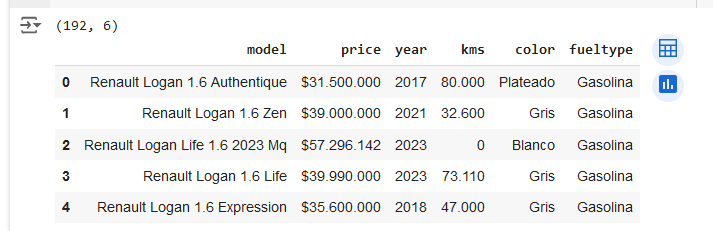 (192, 6)
model price year kms color fueltype
0 Renault Logan 1.6 Authentique $31.500.000 2017 80.000 Plateado Gasolina
1 Renault Logan 1.6 Zen $39.000.000 2021 32.600 Gris Gasolina
2 Renault Logan Life 1.6 2023 Mq $57.296.142 2023 0 Blanco Gasolina
3 Renault Logan 1.6 Life $39.990.000 2023 73.110 Gris Gasolina
4 Renault Logan 1.6 Expression $35.600.000 2018 47.000 Gris Gasolina